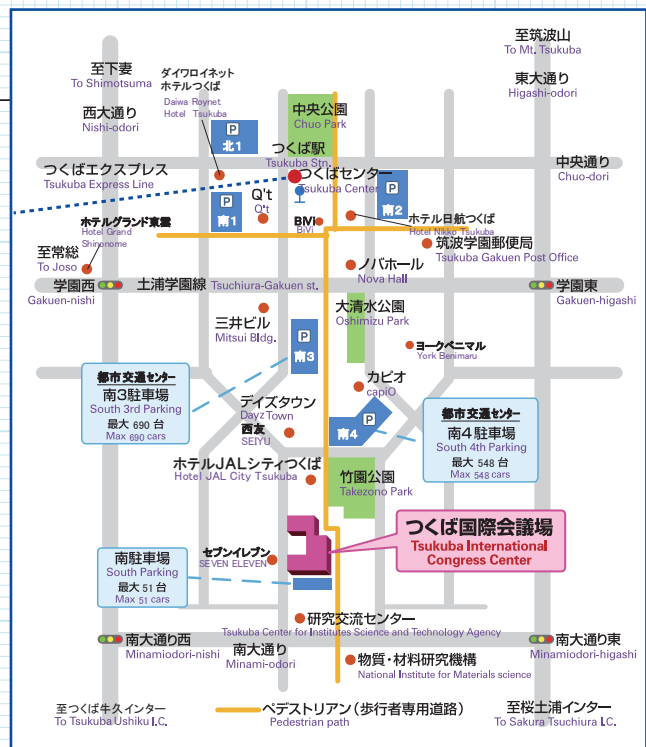 至筑波山
To Mt. Tsukuba
至下妻
To Shimotsuma
ダイワロイネット
ホテルつくば
Daiwa Roynet
Hotel Tsukuba
東大通り
Higashi-odori
西大通り
Nishi-odori
中央公園
Chuo Park
P
北1
つくば駅
Tsukuba Stn.
つくばエクスプレス
Tsukuba Express Line
つくばセンター
Tsukuba Center
中央通り
Chuo-dori
P
南1
Q't
Q't
BiVi
BiVi
P
南2
ホテル日航つくば
Hotel Nikko Tsukuba
ホテルグランド東雲
Hotel Grand
Shinonome
筑波学園郵便局
Tsukuba Gakuen Post Office
至常総
To Joso
ノバホール
Nova Hall
学園西
Gakuen-nishi
土浦学園線
Tsuchiura-Gakuen st.
学園東
Gakuen-higashi
大清水公園
Oshimizu Park
三井ビル
Mitsui Bldg.
P
南3
ヨークベニマル
York Benimaru
都市交通センター
南3駐車場
South 3rd Parking
最大 690 台
Max 690 cars
カピオ
capiO
デイズタウン
Dayz Town
西友
SEIYU
P
南4
都市交通センター
南4駐車場
South 4th Parking
最大 548 台
Max 548 cars
ホテルJALシティつくば
Hotel JAL City Tsukuba
竹園公園
Takezono Park
つくば国際会議場
Tsukuba International
Congress Center
南駐車場
South Parking
最大 51 台
Max 51 cars
セブンイレブン
SEVEN ELEVEN
研究交流センター
Tsukuba Center for Institutes Science and Technology Agency
南大通り西
Minamiodori-nishi
南大通り
Minami-odori
南大通り東
Minamiodori-higashi
物質・材料研究機構
National Institute for Materials science
至つくば牛久インター
To Tsukuba Ushiku I.C.
ペデストリアン(歩行者専用道路)
Pedestrian path
至桜土浦インター
To Sakura Tsuchiura I.C.